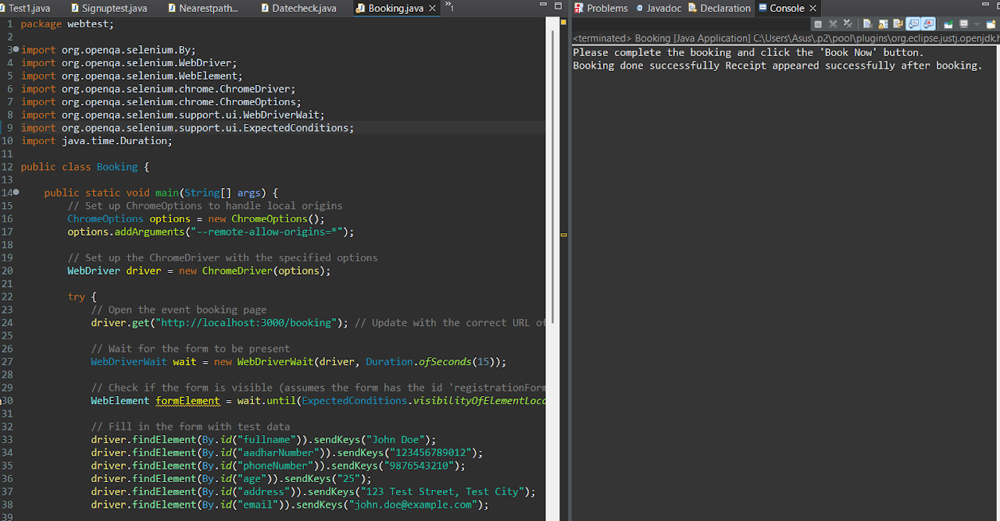 Test1.java Signuptest.java Nearestpath... Datecheck.java Booking.java
1 package webtest;
2
3 import org.openqa.selenium.By;
4 import org.openqa.selenium.WebDriver;
5 import org.openqa.selenium.WebElement;
6 import org.openqa.selenium.chrome.ChromeDriver;
7 import org.openqa.selenium.chrome.ChromeOptions;
8 import org.openqa.selenium.support.ui.WebDriverWait;
9 import org.openqa.selenium.support.ui.ExpectedConditions;
10 import java.time.Duration;
11
12 public class Booking {
13
14 public static void main(String[] args) {
15 // Set up ChromeOptions to handle local origins
16 ChromeOptions options = new ChromeOptions();
17 options.addArguments("--remote-allow-origins=*");
18
19 // Set up the ChromeDriver with the specified options
20 WebDriver driver = new ChromeDriver(options);
21
22 try {
23 // Open the event booking page
24 driver.get("http://localhost:3000/booking"); // Update with the correct URL of
25
26 // Wait for the form to be present
27 WebDriverWait wait = new WebDriverWait(driver, Duration.ofSeconds(15));
28
29 // Check if the form is visible (assumes the form has the id 'registrationForm
30 WebElement formElement = wait.until(ExpectedConditions.visibilityOfElementLoca
31
32 // Fill in the form with test data
33 driver.findElement(By.id("fullname")).sendKeys("John Doe");
34 driver.findElement(By.id("aadharNumber")).sendKeys("123456789012");
35 driver.findElement(By.id("phoneNumber")).sendKeys("9876543210");
36 driver.findElement(By.id("age")).sendKeys("25");
37 driver.findElement(By.id("address")).sendKeys("123 Test Street, Test City");
38 driver.findElement(By.id("email")).sendKeys("john.doe@example.com");
39
Problems Javadoc Declaration Console
<terminated> Booking [Java Application] C:\Users\Asus\.p2\pool\plugins\org.eclipse.justj.openjdk.h
Please complete the booking and click the 'Book Now' button.
Booking done successfully Receipt appeared successfully after booking.